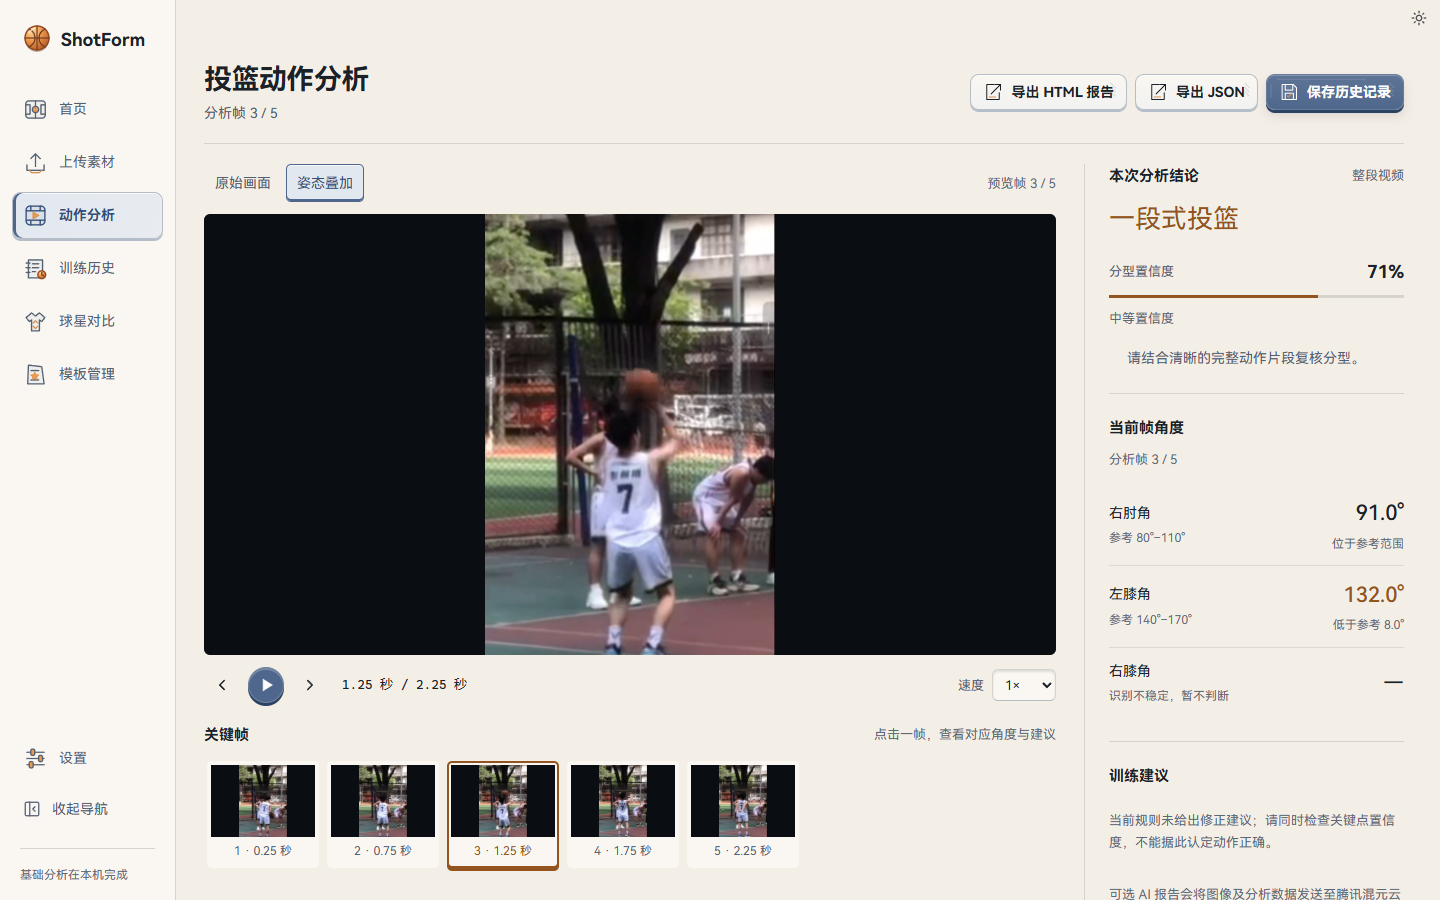 ShotForm
首页
上传素材
动作分析
训练历史
球星对比
模板管理
设置
收起导航
基础分析在本机完成
投篮动作分析
分析帧 3 / 5
导出 HTML 报告
导出 JSON
保存历史记录
原始画面
姿态叠加
预览帧 3 / 5
7
1.25 秒 / 2.25 秒
速度
1×
关键帧
点击一帧，查看对应角度与建议
1 · 0.25 秒
2 · 0.75 秒
3 · 1.25 秒
4 · 1.75 秒
5 · 2.25 秒
本次分析结论
整段视频
一段式投篮
分型置信度
71%
中等置信度
请结合清晰的完整动作片段复核分型。
当前帧角度
分析帧 3 / 5
右肘角
91.0°
参考 80°–110°
位于参考范围
左膝角
132.0°
参考 140°–170°
低于参考 8.0°
右膝角
—
识别不稳定，暂不判断
训练建议
当前规则未给出修正建议；请同时检查关键点置信
度，不能据此认定动作正确。
可选 AI 报告会将图像及分析数据发送至腾讯混元云